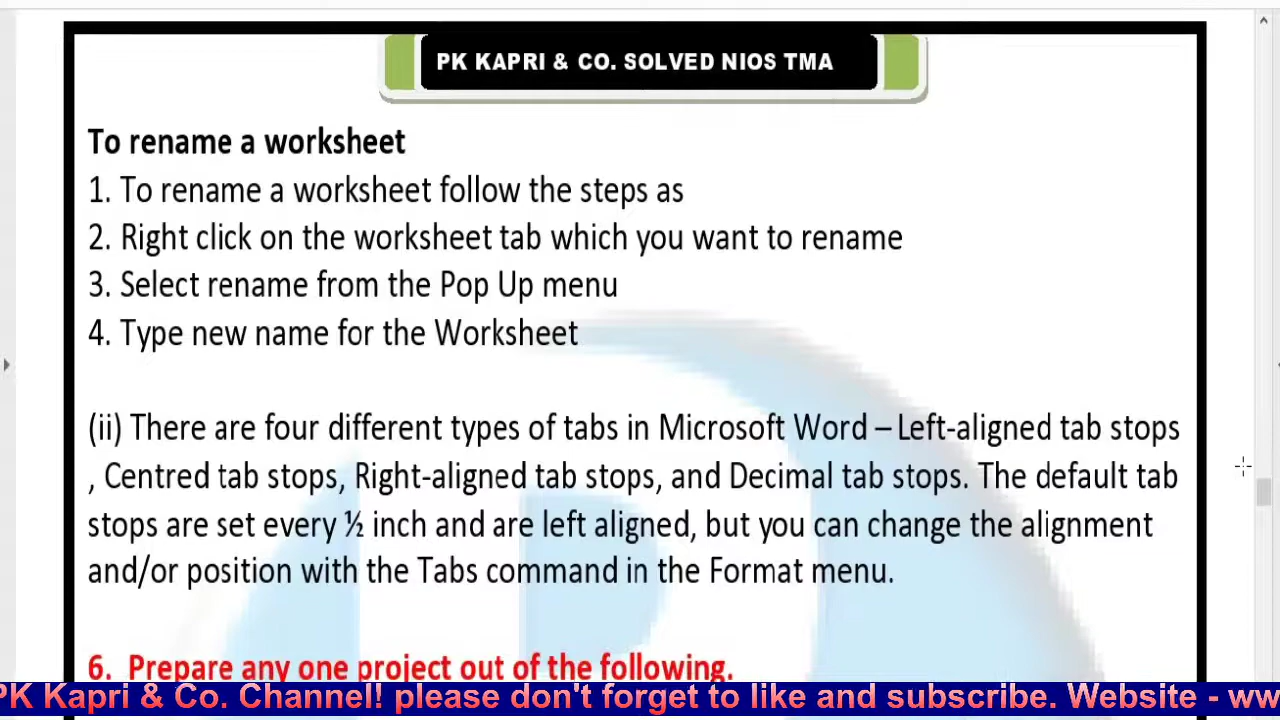 PK KAPRI & CO. SOLVED NIOS TMA
To rename a worksheet
1. To rename a worksheet follow the steps as
2. Right click on the worksheet tab which you want to rename
3. Select rename from the Pop Up menu
4. Type new name for the Worksheet
(ii) There are four different types of tabs in Microsoft Word – Left-aligned tab stops
, Centred tab stops, Right-aligned tab stops, and Decimal tab stops. The default tab
stops are set every ½ inch and are left aligned, but you can change the alignment
and/or position with the Tabs command in the Format menu.
6. Prepare any one project out of the following.
PK Kapri & Co. Channel! please don't forget to like and subscribe. Website - ww